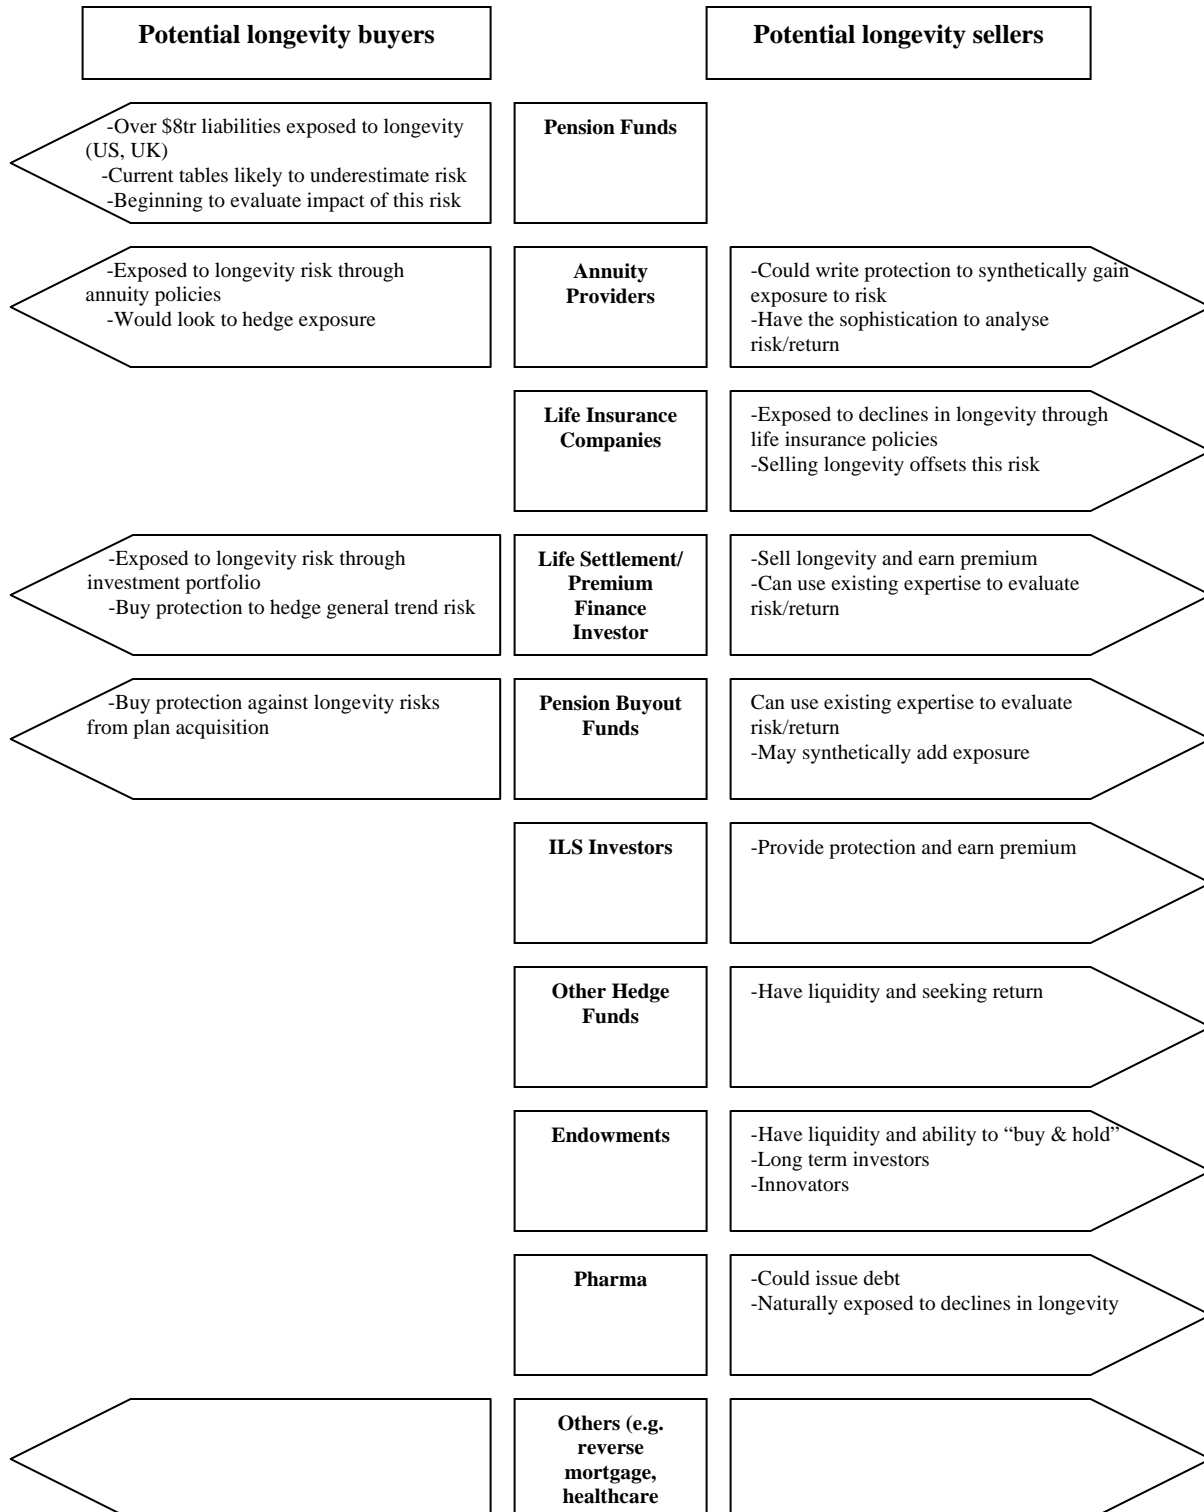 Potential longevity buyers
Potential longevity sellers
-Over $8tr liabilities exposed to longevity
(US, UK)
-Current tables likely to underestimate risk
-Beginning to evaluate impact of this risk
Pension Funds
-Exposed to longevity risk through
annuity policies
-Would look to hedge exposure
Annuity
Providers
-Could write protection to synthetically gain
exposure to risk
-Have the sophistication to analyse
risk/return
Life Insurance
Companies
-Exposed to declines in longevity through
life insurance policies
-Selling longevity offsets this risk
-Exposed to longevity risk through
investment portfolio
-Buy protection to hedge general trend risk
Life Settlement/
Premium
Finance
Investor
-Sell longevity and earn premium
-Can use existing expertise to evaluate
risk/return
-Buy protection against longevity risks
from plan acquisition
Pension Buyout
Funds
Can use existing expertise to evaluate
risk/return
-May synthetically add exposure
ILS Investors
-Provide protection and earn premium
Other Hedge
Funds
-Have liquidity and seeking return
Endowments
-Have liquidity and ability to “buy & hold”
-Long term investors
-Innovators
Pharma
-Could issue debt
-Naturally exposed to declines in longevity
Others (e.g.
reverse
mortgage,
healthcare